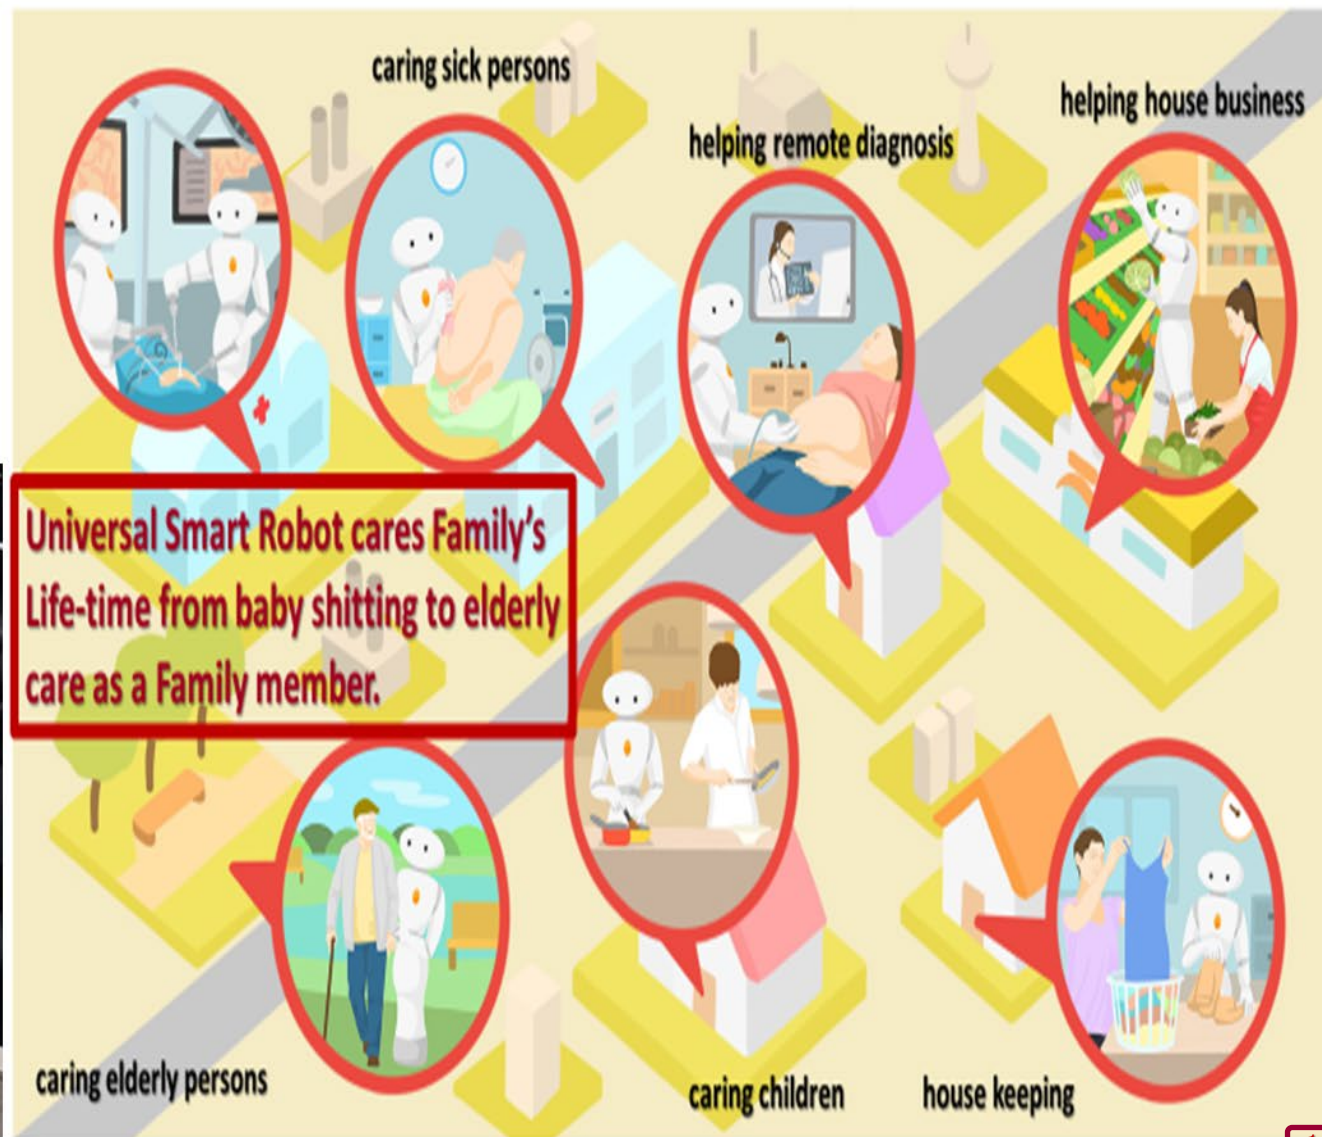 caring sick persons
helping remote diagnosis
helping house business
Universal Smart Robot cares Family's
Life-time from baby shitting to elderly
care as a Family member.
caring elderly persons
caring children
house keeping